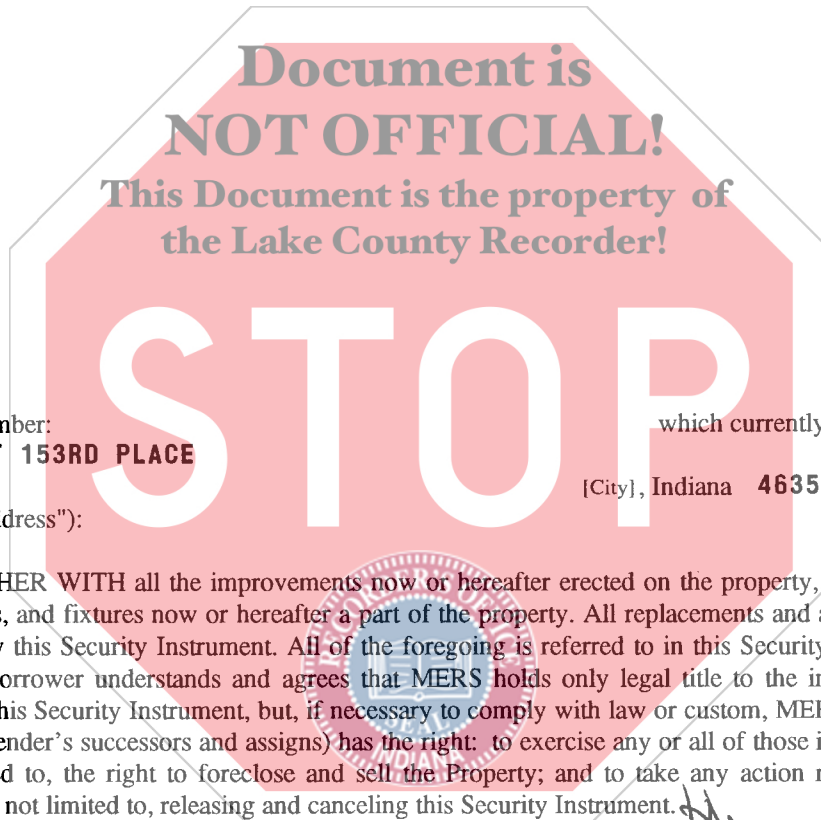 Document is
NOT OFFICIAL!
This Document is the property of
the Lake County Recorder!
STOP
mber: which currently
153RD PLACE
[City], Indiana 4635
dress"):
HER WITH all the improvements now or hereafter erected on the property,
s, and fixtures now or hereafter a part of the property. All replacements and a
y this Security Instrument. All of the foregoing is referred to in this Security
orrower understands and agrees that MERS holds only legal title to the in
his Security Instrument, but, if necessary to comply with law or custom, MER
ender's successors and assigns) has the right: to exercise any or all of those i
d to, the right to foreclose and sell the Property; and to take any action n
not limited to, releasing and canceling this Security Instrument.
RECORDER'S OFFICE
SEAL
INDIANA